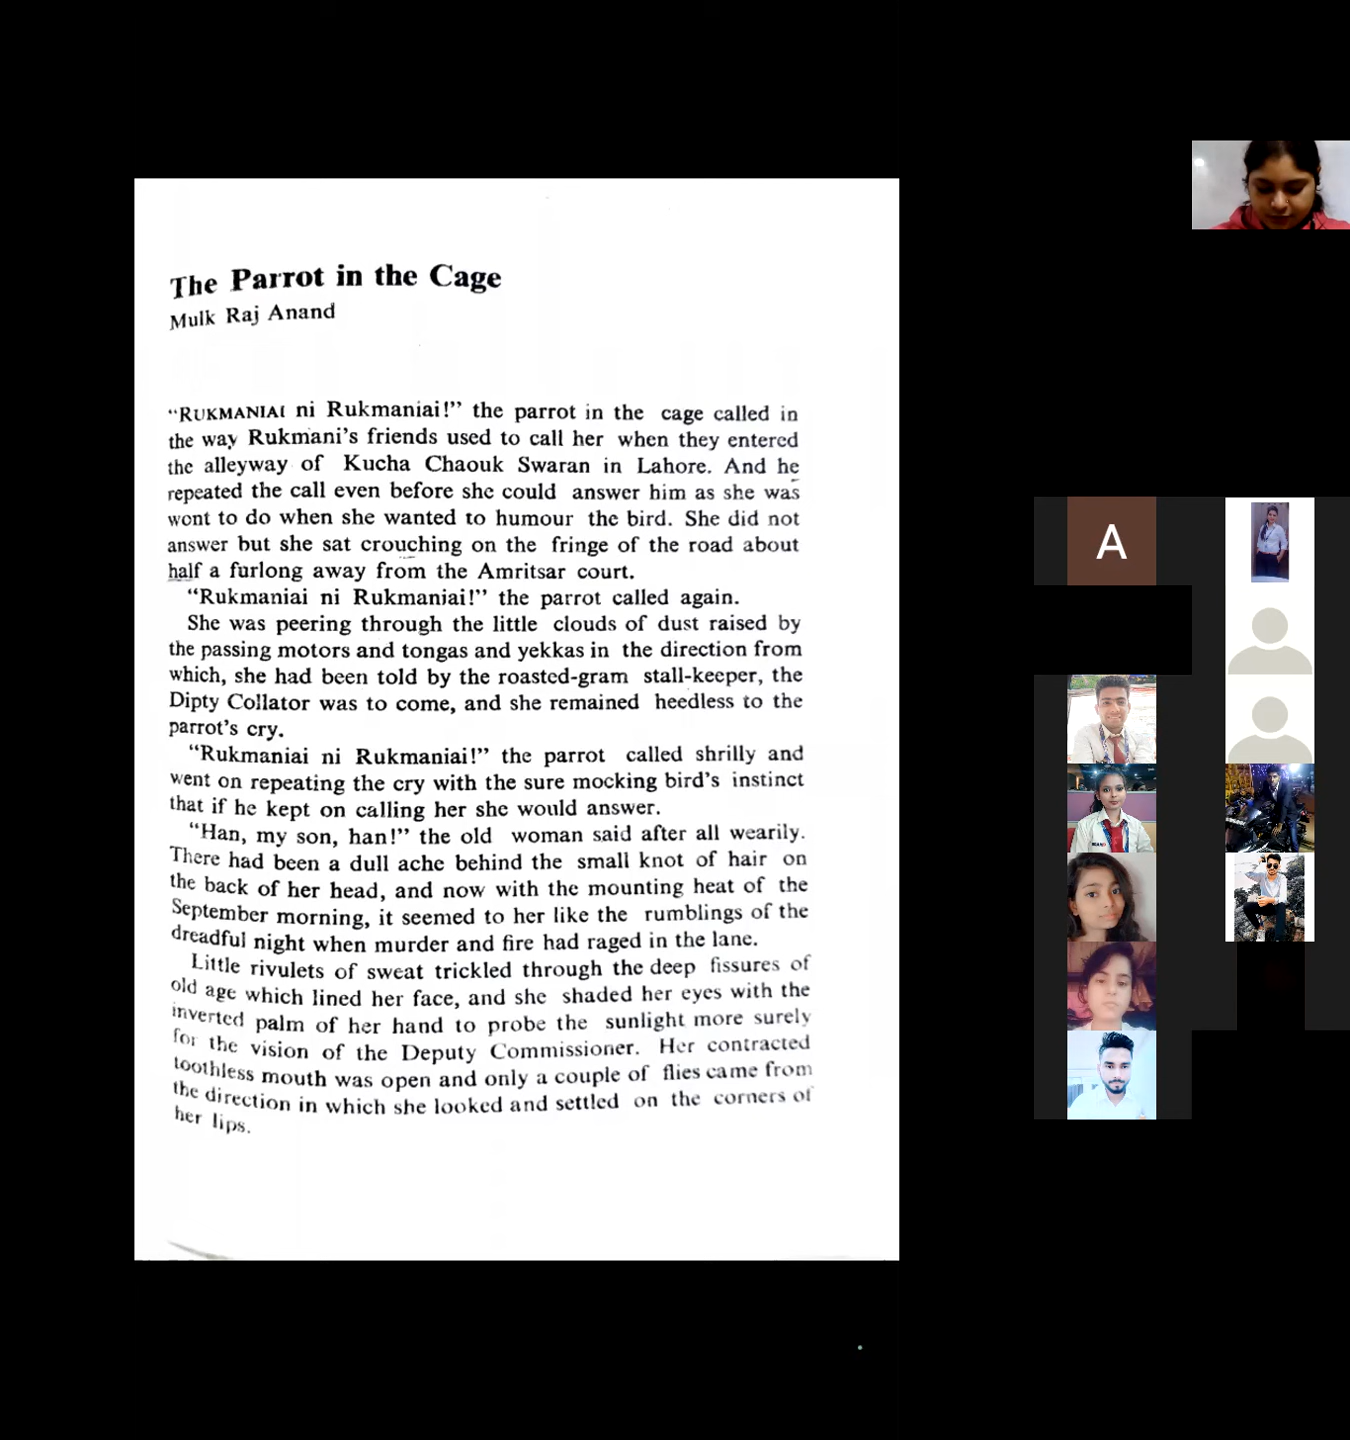 The Parrot in the Cage
Mulk Raj Anand
“RUKMANIAI ni Rukmaniai!” the parrot in the cage called in
the way Rukmani’s friends used to call her when they entered
the alleyway of Kucha Chaouk Swaran in Lahore. And he
repeated the call even before she could answer him as she was
wont to do when she wanted to humour the bird. She did not
answer but she sat crouching on the fringe of the road about
half a furlong away from the Amritsar court.
“Rukmaniai ni Rukmaniai!” the parrot called again.
She was peering through the little clouds of dust raised by
the passing motors and tongas and yekkas in the direction from
which, she had been told by the roasted-gram stall-keeper, the
Dipty Collator was to come, and she remained heedless to the
parrot’s cry.
“Rukmaniai ni Rukmaniai!” the parrot called shrilly and
went on repeating the cry with the sure mocking bird’s instinct
that if he kept on calling her she would answer.
“Han, my son, han!” the old woman said after all wearily.
There had been a dull ache behind the small knot of hair on
the back of her head, and now with the mounting heat of the
September morning, it seemed to her like the rumblings of the
dreadful night when murder and fire had raged in the lane.
Little rivulets of sweat trickled through the deep fissures of
old age which lined her face, and she shaded her eyes with the
inverted palm of her hand to probe the sunlight more surely
for the vision of the Deputy Commissioner. Her contracted
toothless mouth was open and only a couple of flies came from
the direction in which she looked and settled on the corners of
her lips.
A